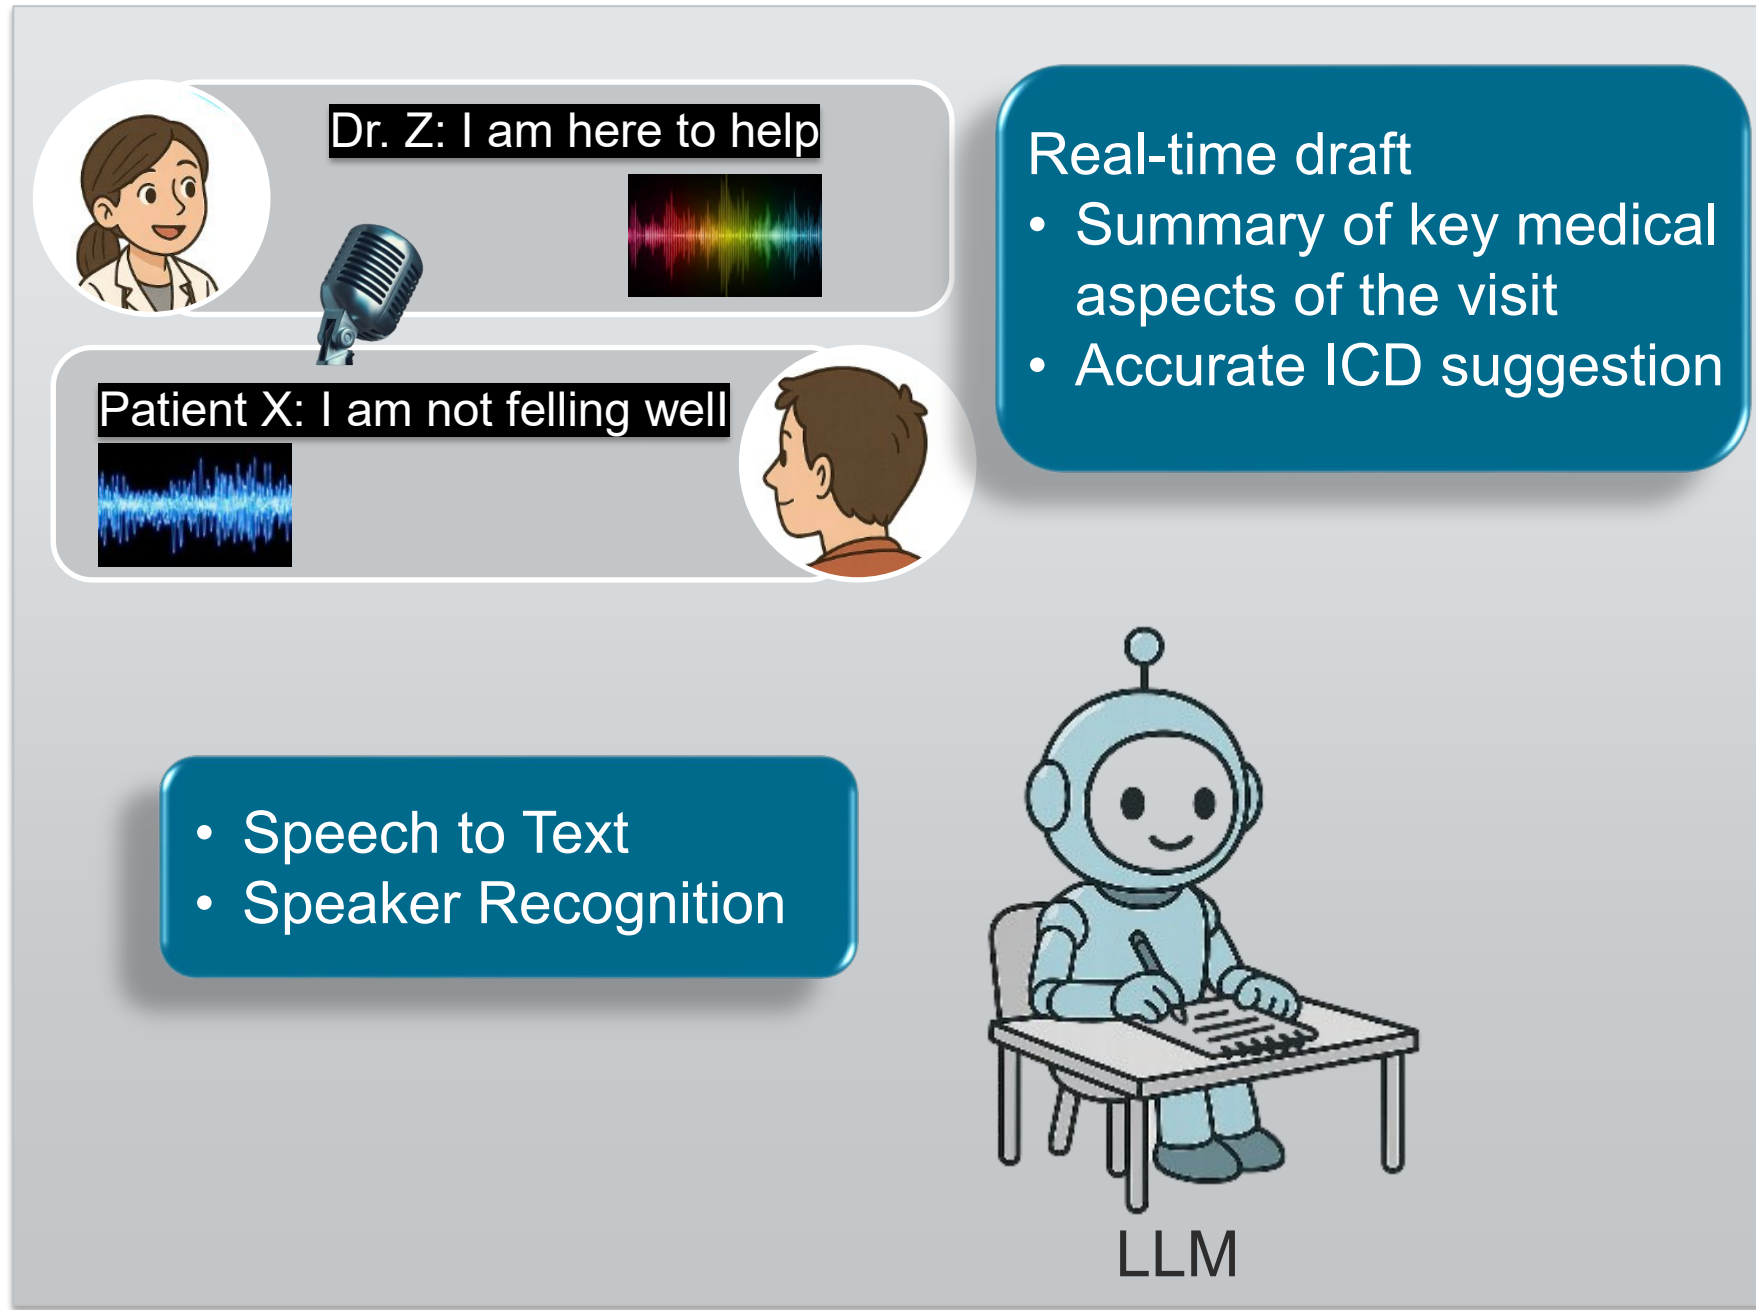 Dr. Z: I am here to help
Patient X: I am not felling well
Real-time draft
• Summary of key medical
aspects of the visit
• Accurate ICD suggestion
• Speech to Text
• Speaker Recognition
LLM